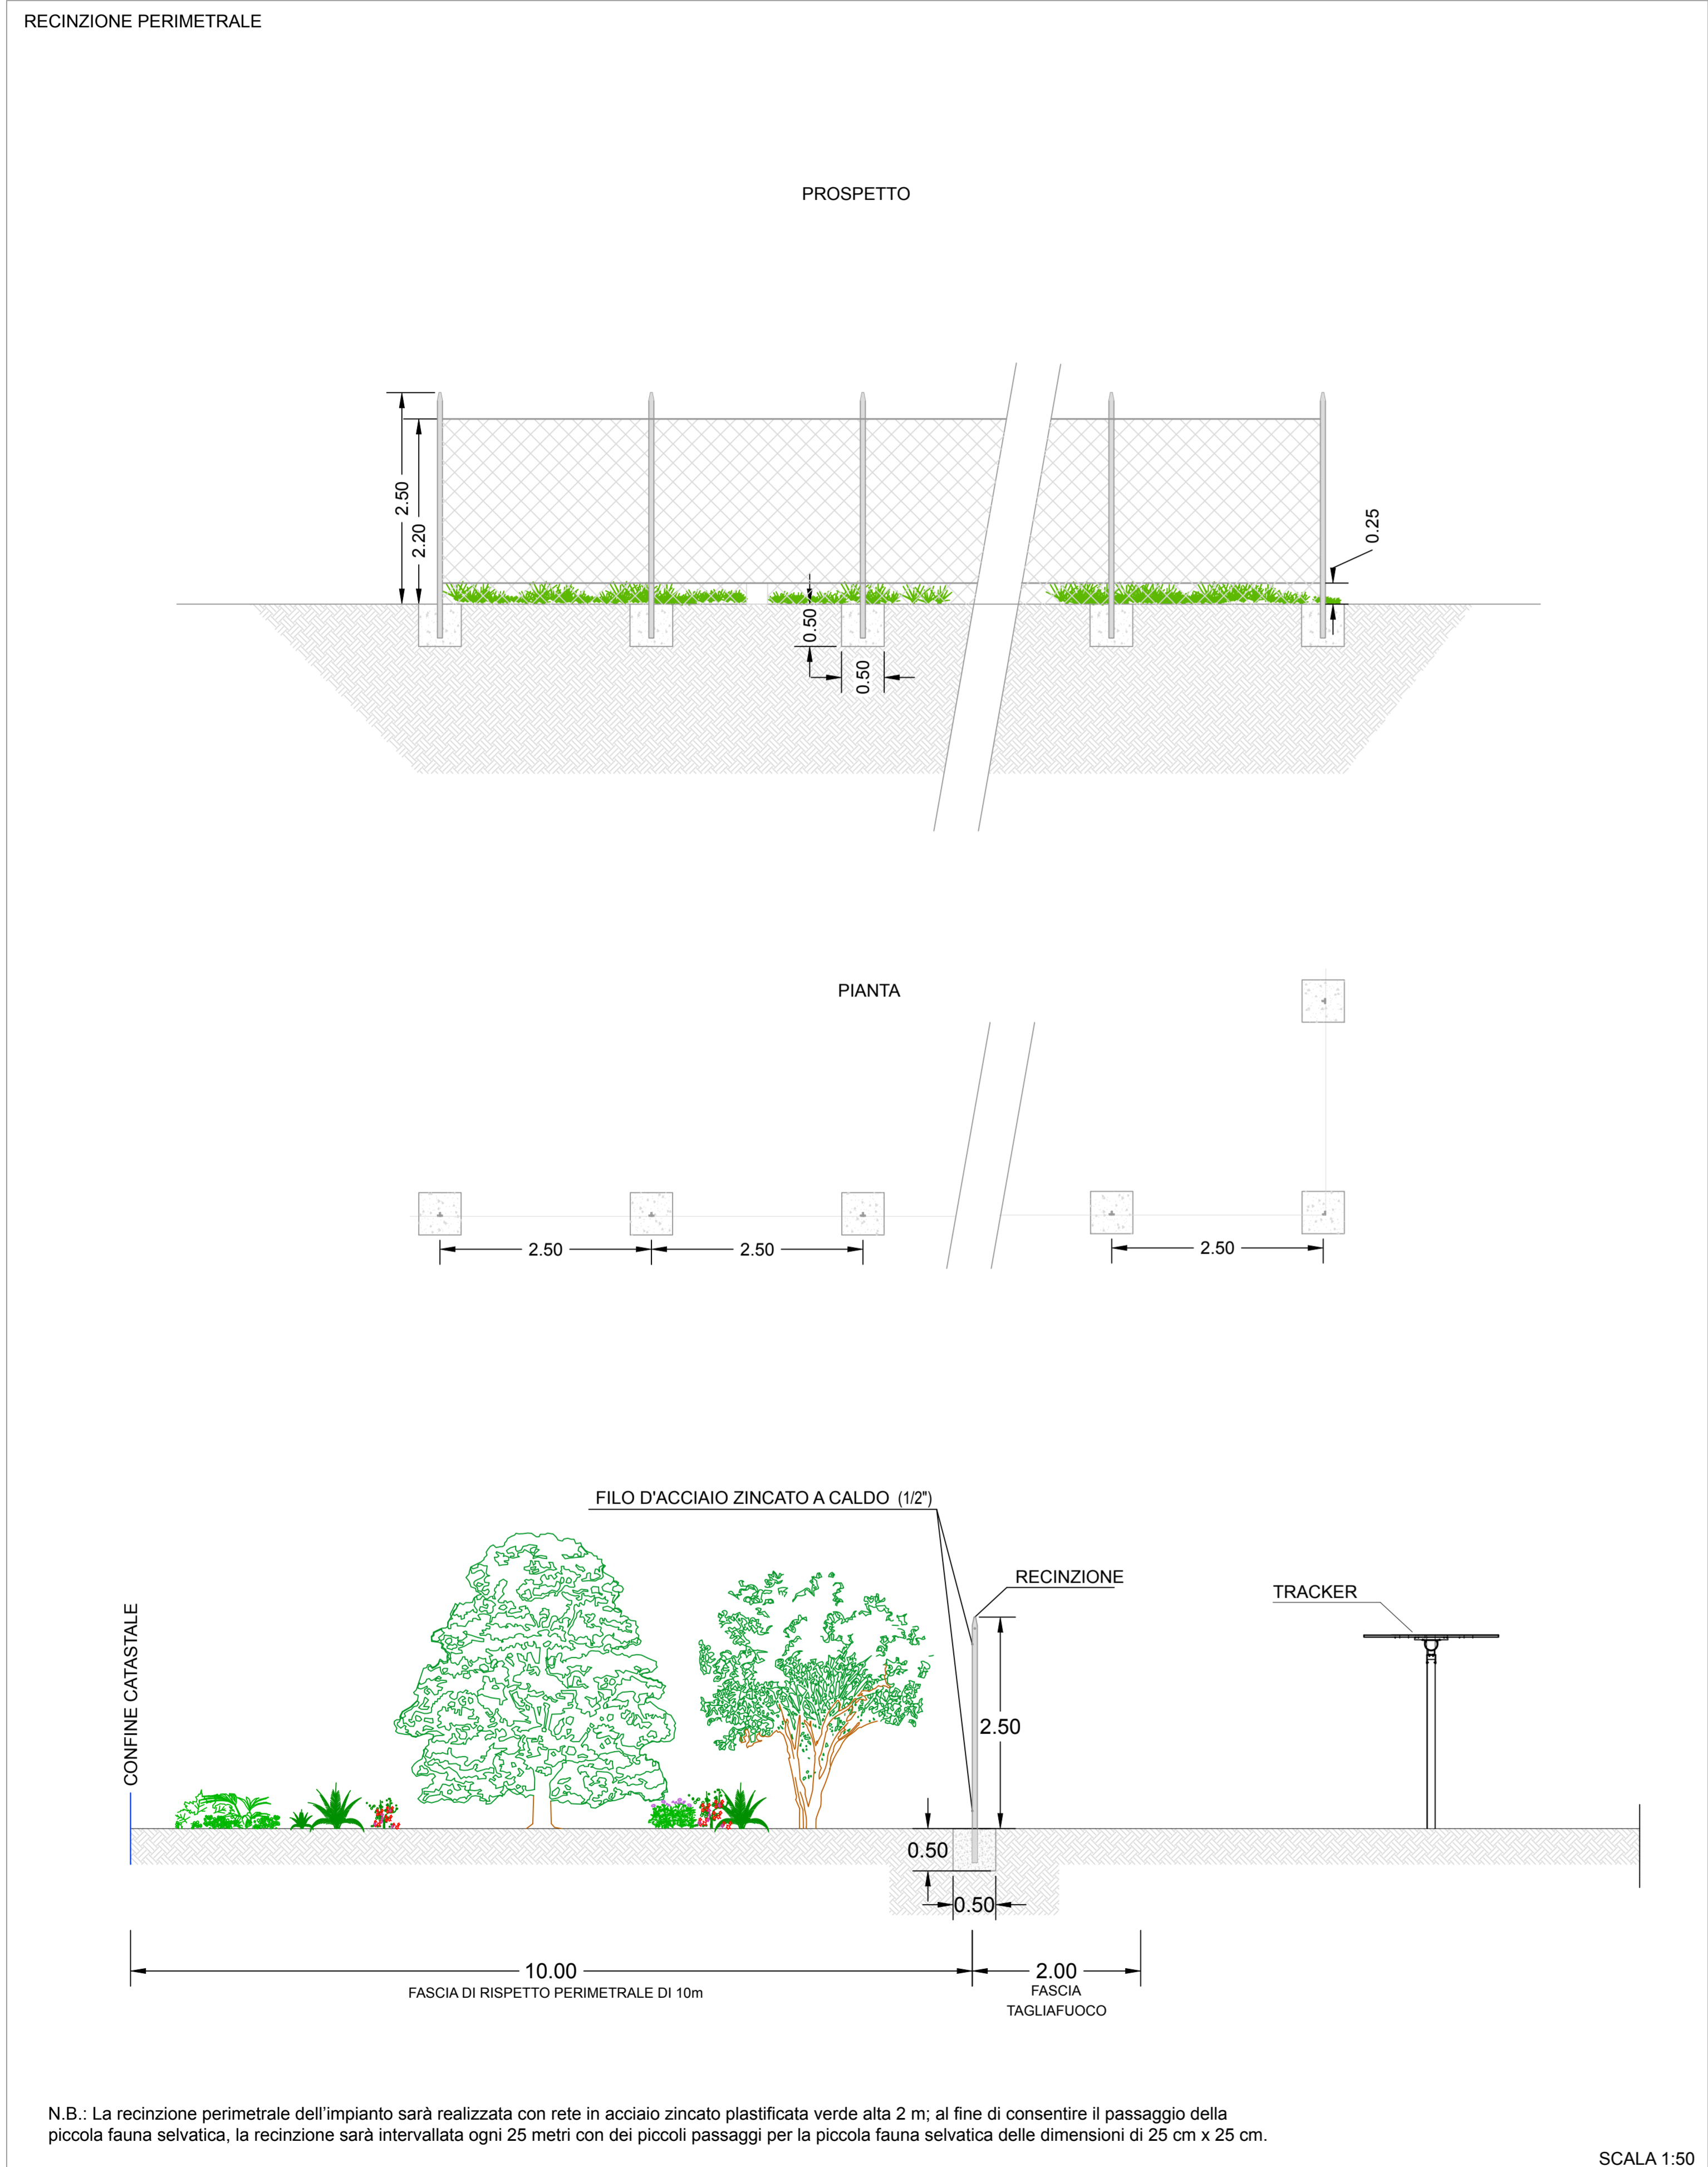 RECINZIONE PERIMETRALE
PROSPETTO
2.50
2.20
0.25
0.50
0.50
PIANTA
2.50
2.50
2.50
FILO D'ACCIAIO ZINCATO A CALDO (1/2")
RECINZIONE
TRACKER
CONFINE CATASTALE
2.50
0.50
0.50
10.00
2.00
FASCIA DI RISPETTO PERIMETRALE DI 10m
FASCIA
TAGLIAFUOCO
N.B.: La recinzione perimetrale dell'impianto sarà realizzata con rete in acciaio zincato plastificata verde alta 2 m; al fine di consentire il passaggio della
piccola fauna selvatica, la recinzione sarà intervallata ogni 25 metri con dei piccoli passaggi per la piccola fauna selvatica delle dimensioni di 25 cm x 25 cm.
SCALA 1:50